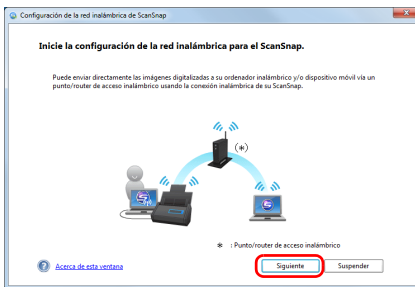 Configuración de la red inalámbrica de ScanSnap
Inicie la configuración de la red inalámbrica para el ScanSnap.
Puede enviar directamente las imágenes digitalizadas a su ordenador inalámbrico y/o dispositivo móvil vía un
punto/router de acceso inalámbrico usando la conexión inalámbrica de su ScanSnap.
(*)
* : Punto/router de acceso inalámbrico
Acerca de esta ventana
Siguiente
Suspender